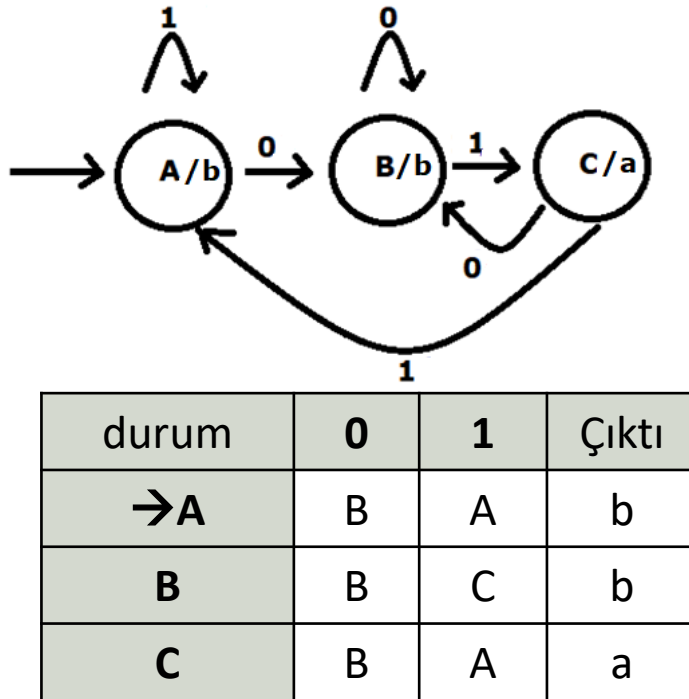 1 0
A/b 0 B/b 1 C/a
0
1
durum 0 1 Çıktı
→A B A b
B B C b
C B A a